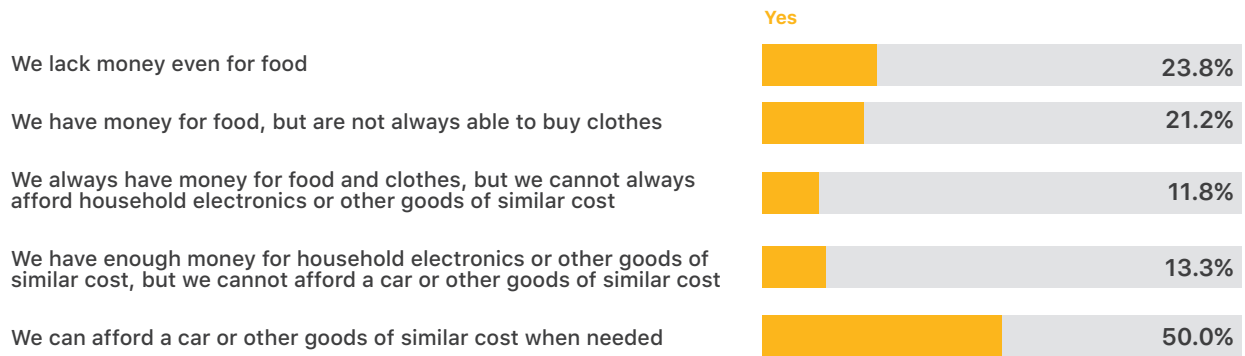 Yes
We lack money even for food
23.8%
We have money for food, but are not always able to buy clothes
21.2%
We always have money for food and clothes, but we cannot always
afford household electronics or other goods of similar cost
11.8%
We have enough money for household electronics or other goods of
similar cost, but we cannot afford a car or other goods of similar cost
13.3%
We can afford a car or other goods of similar cost when needed
50.0%